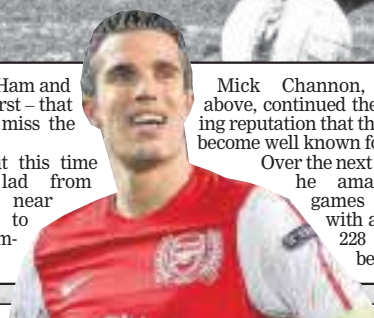 Ham and
rst – that
miss the
t this time
lad from
near
to
m-
Mick Channon,
above, continued the
ing reputation that th
become well known fo
Over the next
he ama
games
with a
228
be